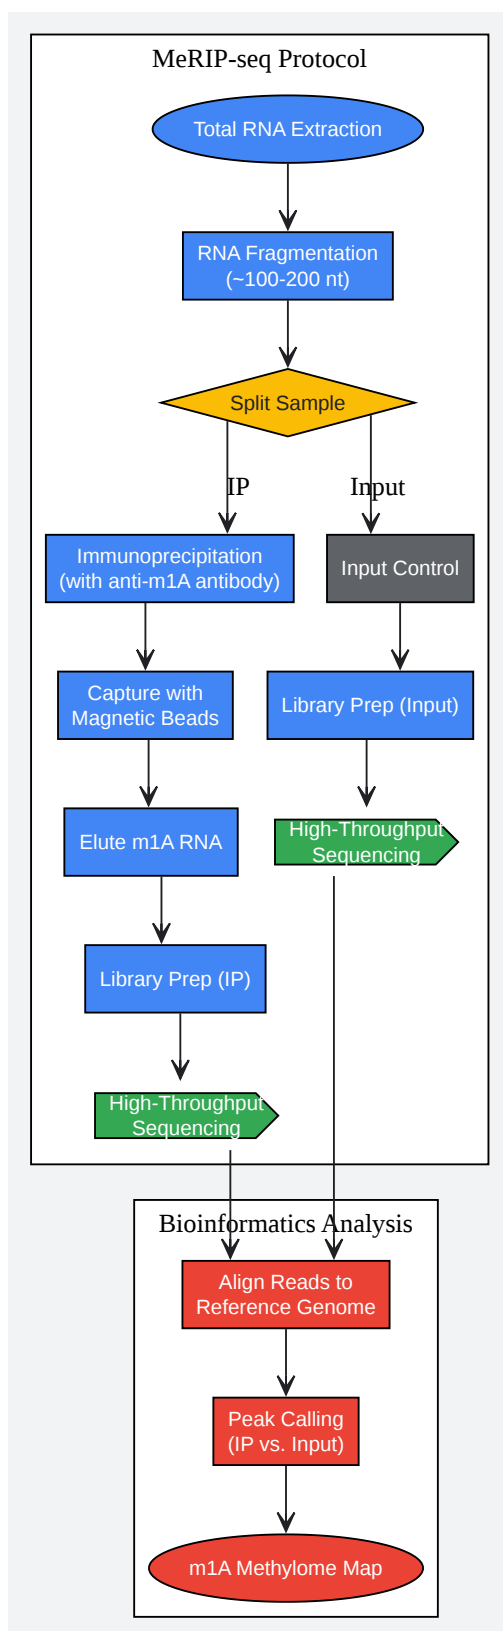 MeRIP-seq Protocol
Total RNA Extraction
RNA Fragmentation
(~100-200 nt)
Split Sample
IP
Input
Immunoprecipitation
(with anti-m1A antibody)
Input Control
Capture with
Magnetic Beads
Library Prep (Input)
Elute m1A RNA
High-Throughput
Sequencing
Library Prep (IP)
High-Throughput
Sequencing
Bioinformatics Analysis
Align Reads to
Reference Genome
Peak Calling
(IP vs. Input)
m1A Methylome Map